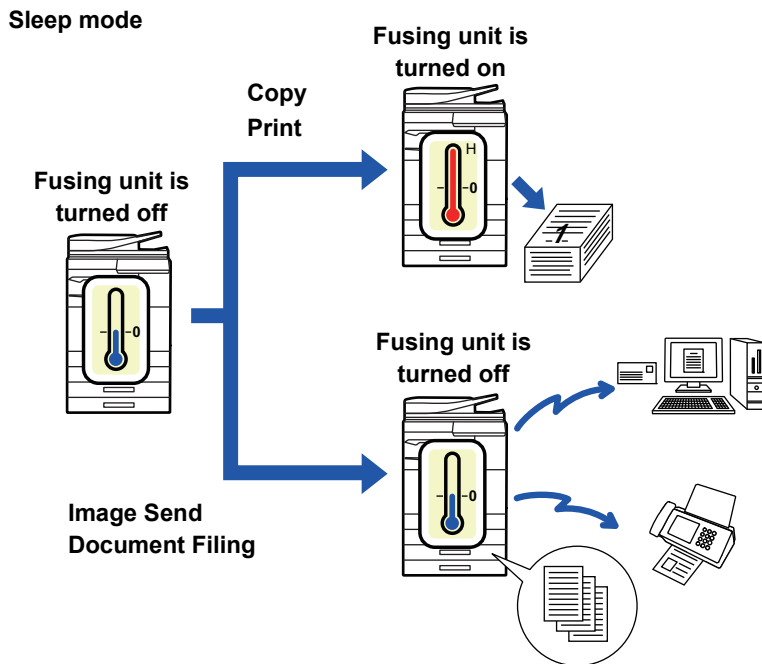 Sleep mode
Fusing unit is
turned on
Copy
Print
H
0
1
Fusing unit is
turned off
0
Fusing unit is
turned off
0
Image Send
Document Filing